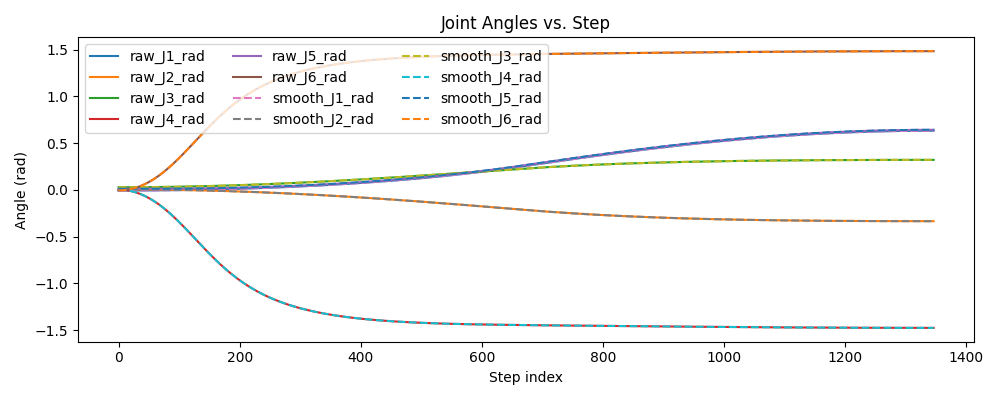 Joint Angles vs. Step
raw_J1_rad raw_J5_rad smooth_J3_rad
raw_J2_rad raw_J6_rad smooth_J4_rad
raw_J3_rad smooth_J1_rad smooth_J5_rad
raw_J4_rad smooth_J2_rad smooth_J6_rad
Angle (rad)
1.5
1.0
0.5
0.0
−0.5
−1.0
−1.5
0 200 400 600 800 1000 1200 1400
Step index